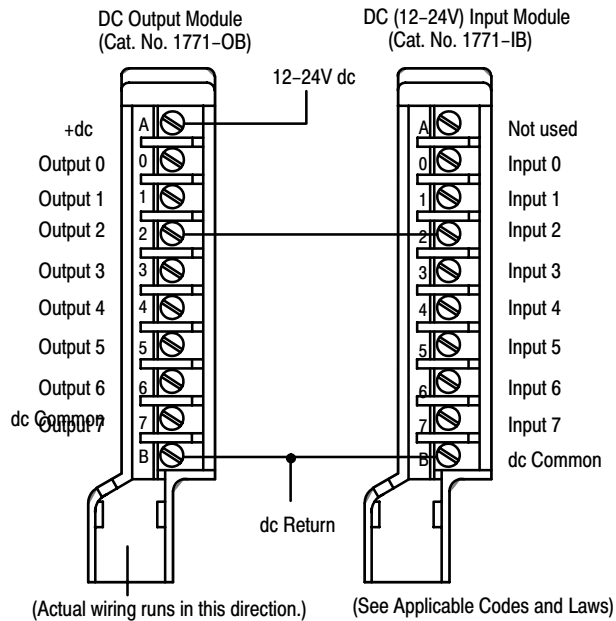 DC Output Module
(Cat. No. 1771–OB)
DC (12–24V) Input Module
(Cat. No. 1771–IB)
12–24V dc
+dc A A Not used
Output 0 0 0 Input 0
Output 1 1 1 Input 1
Output 2 2 2 Input 2
Output 3 3 3 Input 3
Output 4 4 4 Input 4
Output 5 5 5 Input 5
Output 6 6 6 Input 6
dc Common
Output 7 7 7 Input 7
B B dc Common
dc Return
(Actual wiring runs in this direction.)
(See Applicable Codes and Laws)